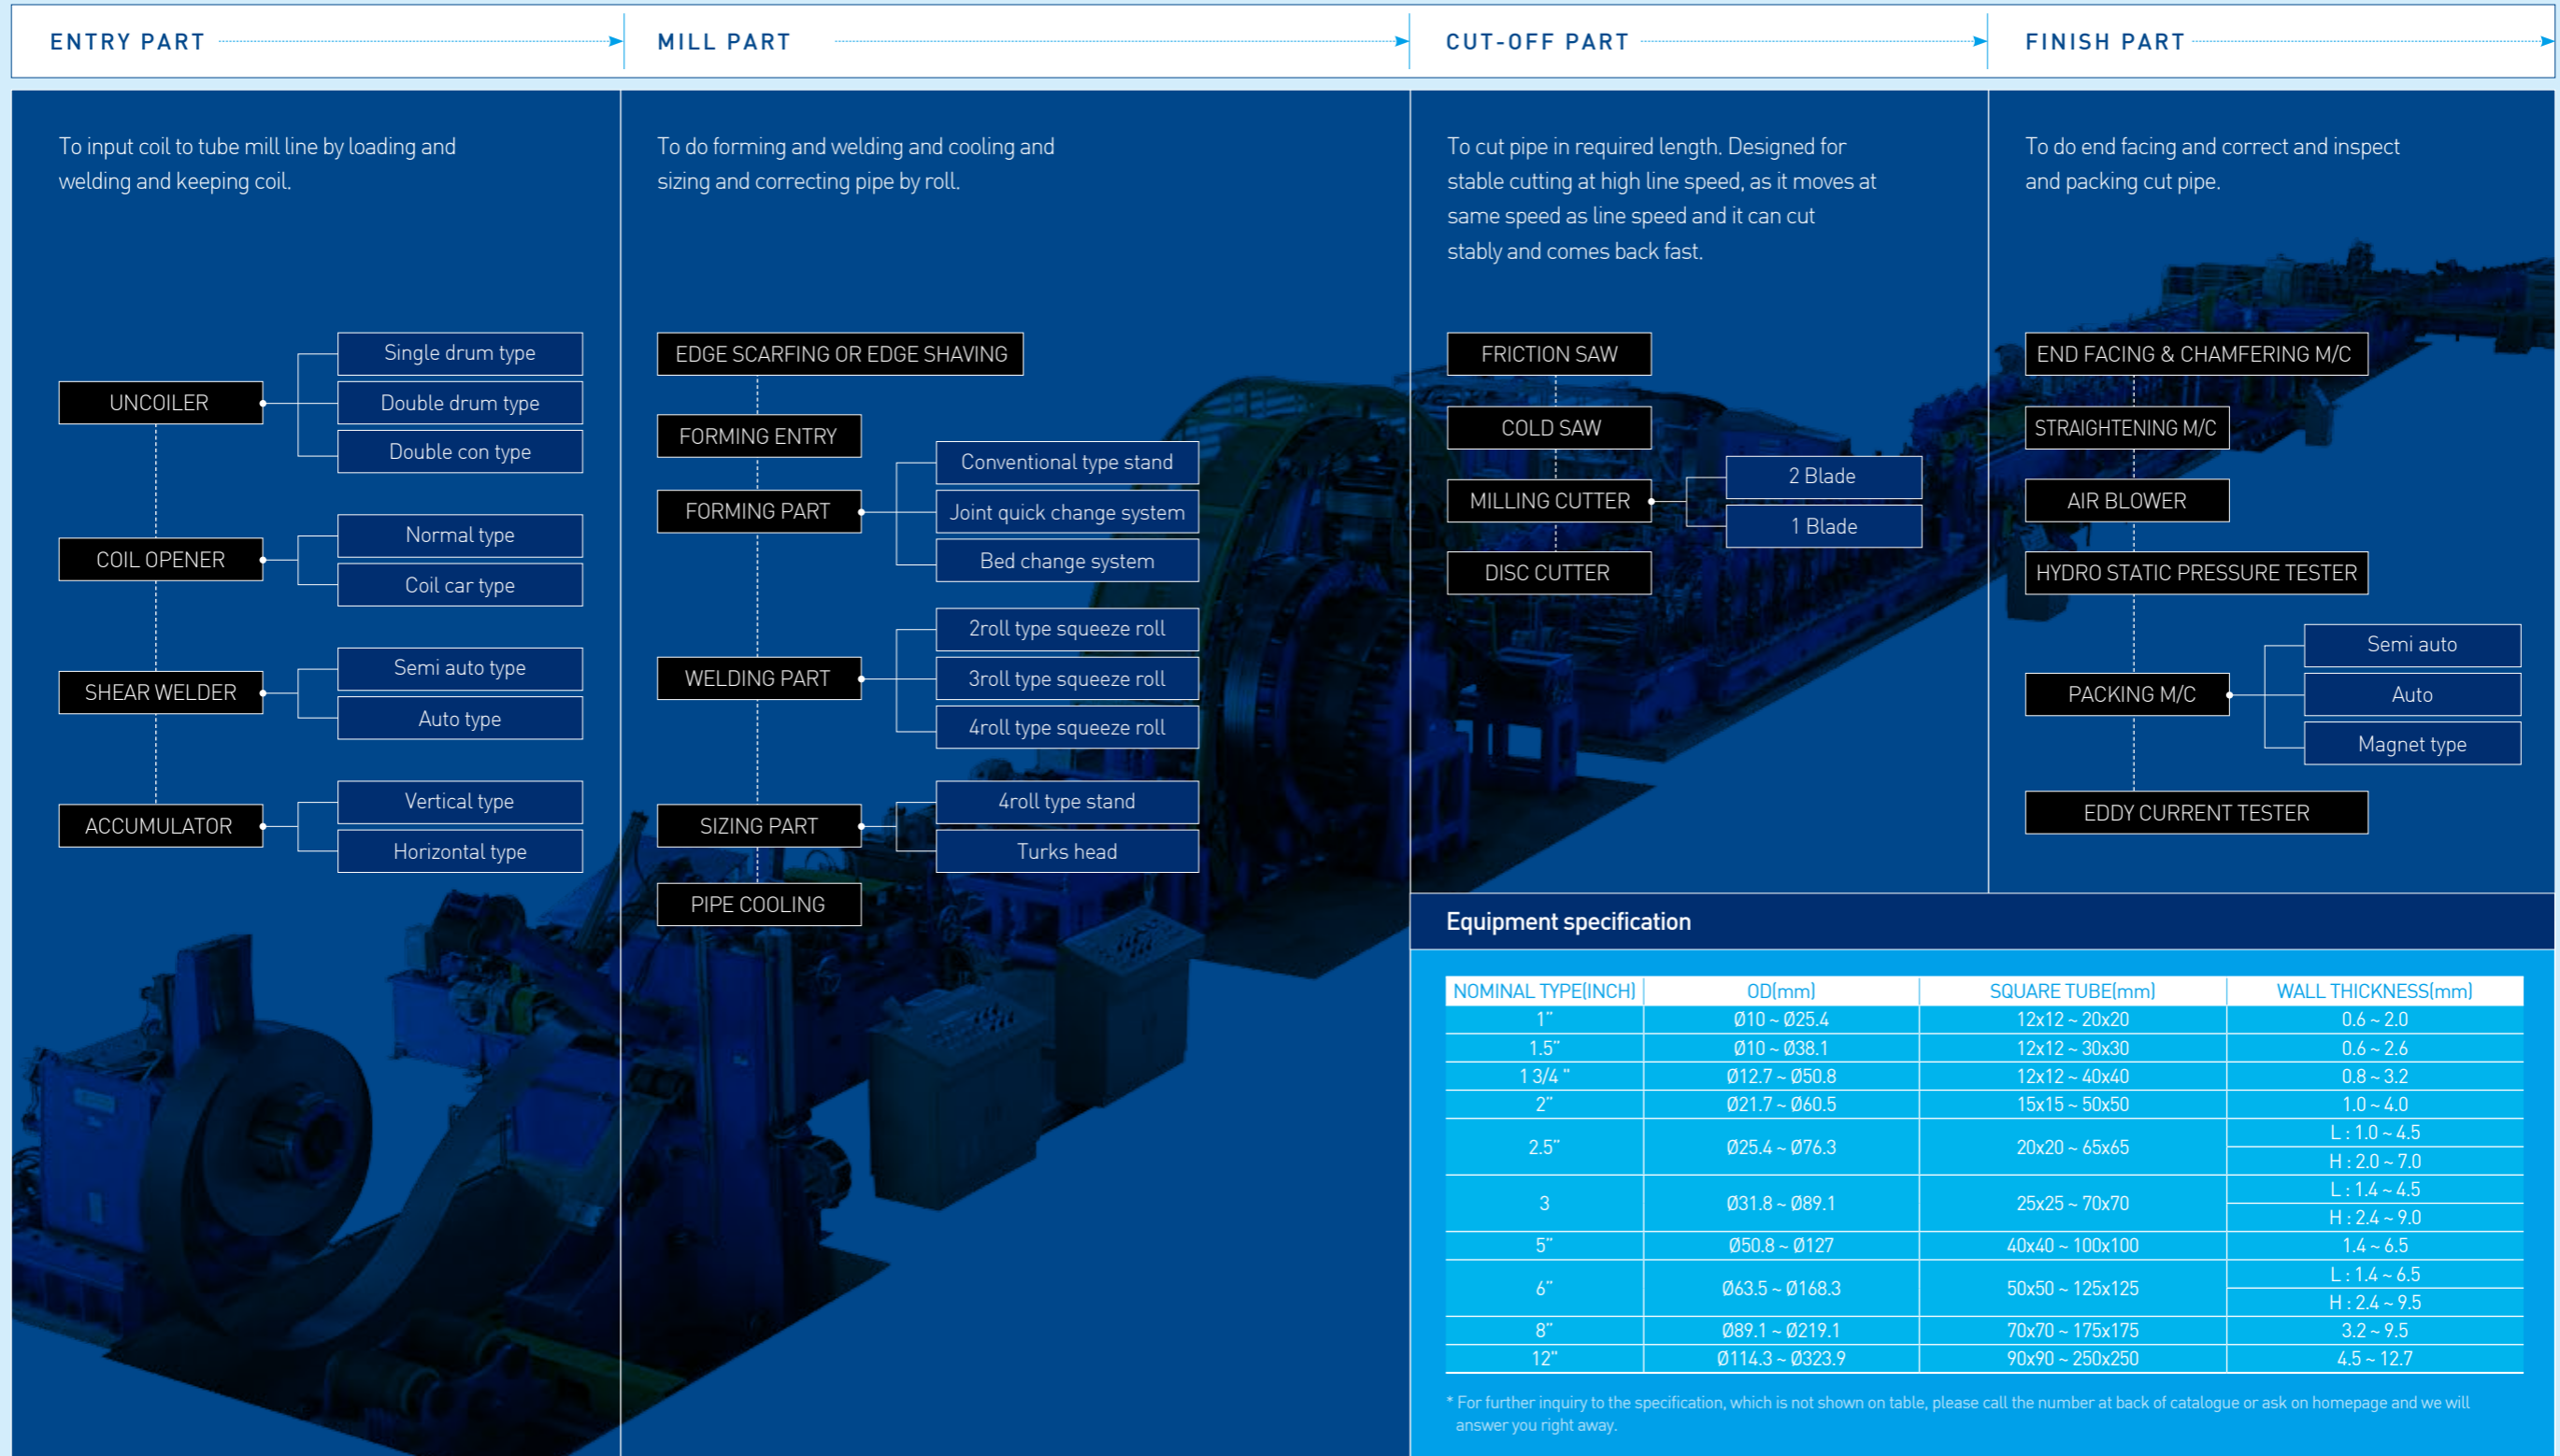 ENTRY PART
MILL PART
CUT-OFF PART
FINISH PART
To input coil to tube mill line by loading and
welding and keeping coil.
UNCOILER
Single drum type
Double drum type
Double con type
COIL OPENER
Normal type
Coil car type
SHEAR WELDER
Semi auto type
Auto type
ACCUMULATOR
Vertical type
Horizontal type
To do forming and welding and cooling and
sizing and correcting pipe by roll.
EDGE SCARFING OR EDGE SHAVING
FORMING ENTRY
FORMING PART
Conventional type stand
Joint quick change system
Bed change system
WELDING PART
2roll type squeeze roll
3roll type squeeze roll
4roll type squeeze roll
SIZING PART
4roll type stand
Turks head
PIPE COOLING
To cut pipe in required length. Designed for
stable cutting at high line speed, as it moves at
same speed as line speed and it can cut
stably and comes back fast.
FRICTION SAW
COLD SAW
MILLING CUTTER
2 Blade
1 Blade
DISC CUTTER
To do end facing and correct and inspect
and packing cut pipe.
END FACING & CHAMFERING M/C
STRAIGHTENING M/C
AIR BLOWER
HYDRO STATIC PRESSURE TESTER
PACKING M/C
Semi auto
Auto
Magnet type
EDDY CURRENT TESTER
Equipment specification
NOMINAL TYPE(INCH) OD(mm) SQUARE TUBE(mm) WALL THICKNESS(mm)
1” Ø10 ~ Ø25.4 12x12 ~ 20x20 0.6 ~ 2.0
1.5” Ø10 ~ Ø38.1 12x12 ~ 30x30 0.6 ~ 2.6
1 3/4 " Ø12.7 ~ Ø50.8 12x12 ~ 40x40 0.8 ~ 3.2
2” Ø21.7 ~ Ø60.5 15x15 ~ 50x50 1.0 ~ 4.0
2.5” Ø25.4 ~ Ø76.3 20x20 ~ 65x65 L : 1.0 ~ 4.5
H : 2.0 ~ 7.0
3 Ø31.8 ~ Ø89.1 25x25 ~ 70x70 L : 1.4 ~ 4.5
H : 2.4 ~ 9.0
5” Ø50.8 ~ Ø127 40x40 ~ 100x100 1.4 ~ 6.5
6” Ø63.5 ~ Ø168.3 50x50 ~ 125x125 L : 1.4 ~ 6.5
H : 2.4 ~ 9.5
8” Ø89.1 ~ Ø219.1 70x70 ~ 175x175 3.2 ~ 9.5
12" Ø114.3 ~ Ø323.9 90x90 ~ 250x250 4.5 ~ 12.7
* For further inquiry to the specification, which is not shown on table, please call the number at back of catalogue or ask on homepage and we will
answer you right away.